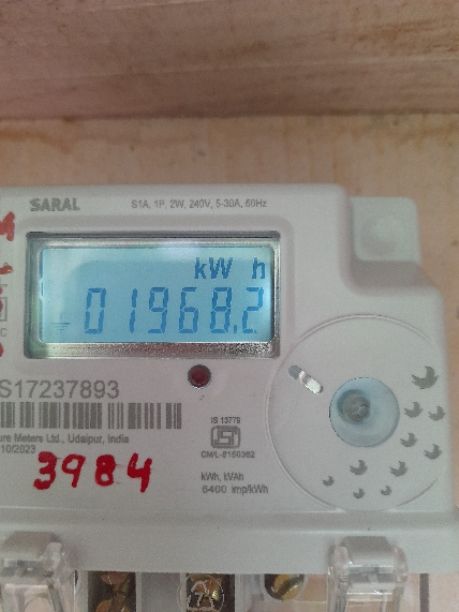 SARAL
S1A, 1P, 2W, 240V, 5-30A, 50Hz
kW h
01968.2
S17237893
ure Meters Ltd., Udaipur, India
10/2023
IS 13779
CM/L-8150362
3984
kWh, kVAh
6400 imp/kWh